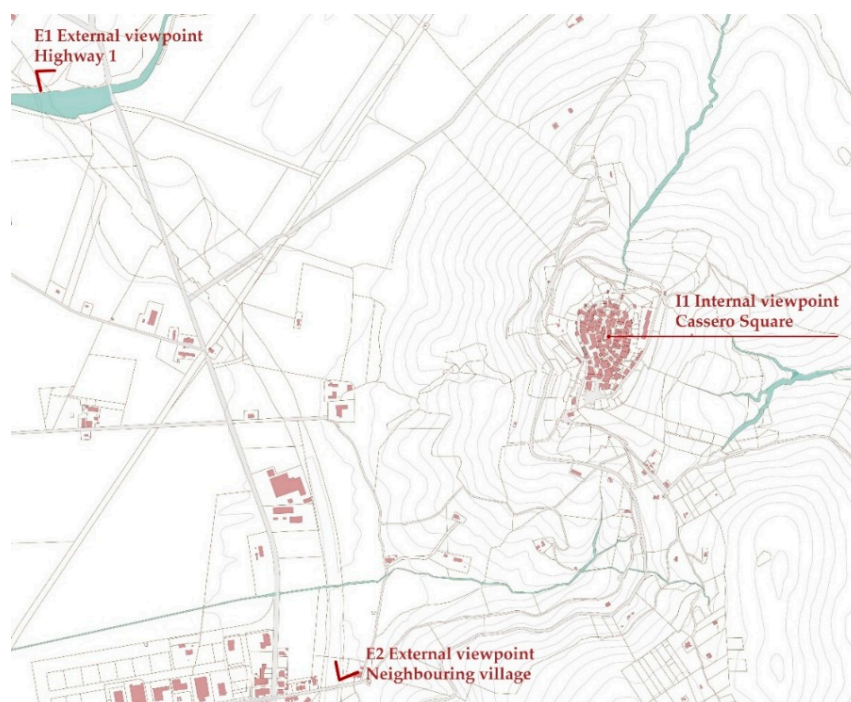 E1 External viewpoint
Highway 1
I1 Internal viewpoint
Cassero Square
E2 External viewpoint
Neighbouring village